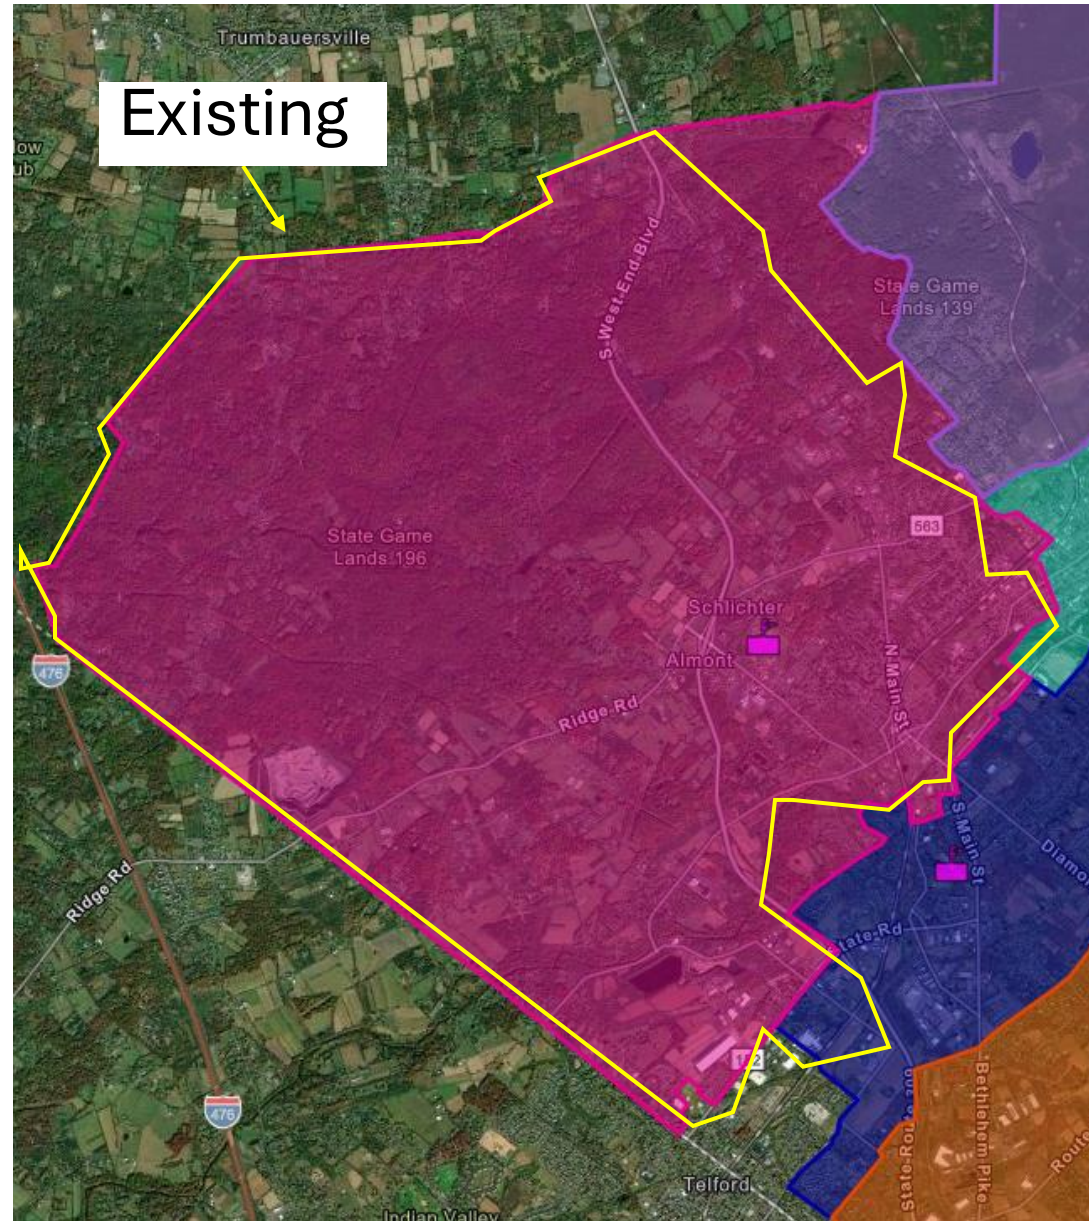 Trumbauersville
Existing
low
ub
S West End Blvd
State Game
Lands 139
State Game
Lands 196
563
Schlichter
Almont
N Main St
Ridge Rd
476
S Main St
Diamo
Ridge Rd
State Rd
152
476
State Route 309
Bethlehem Pike
Route
Telford
Indian Valley